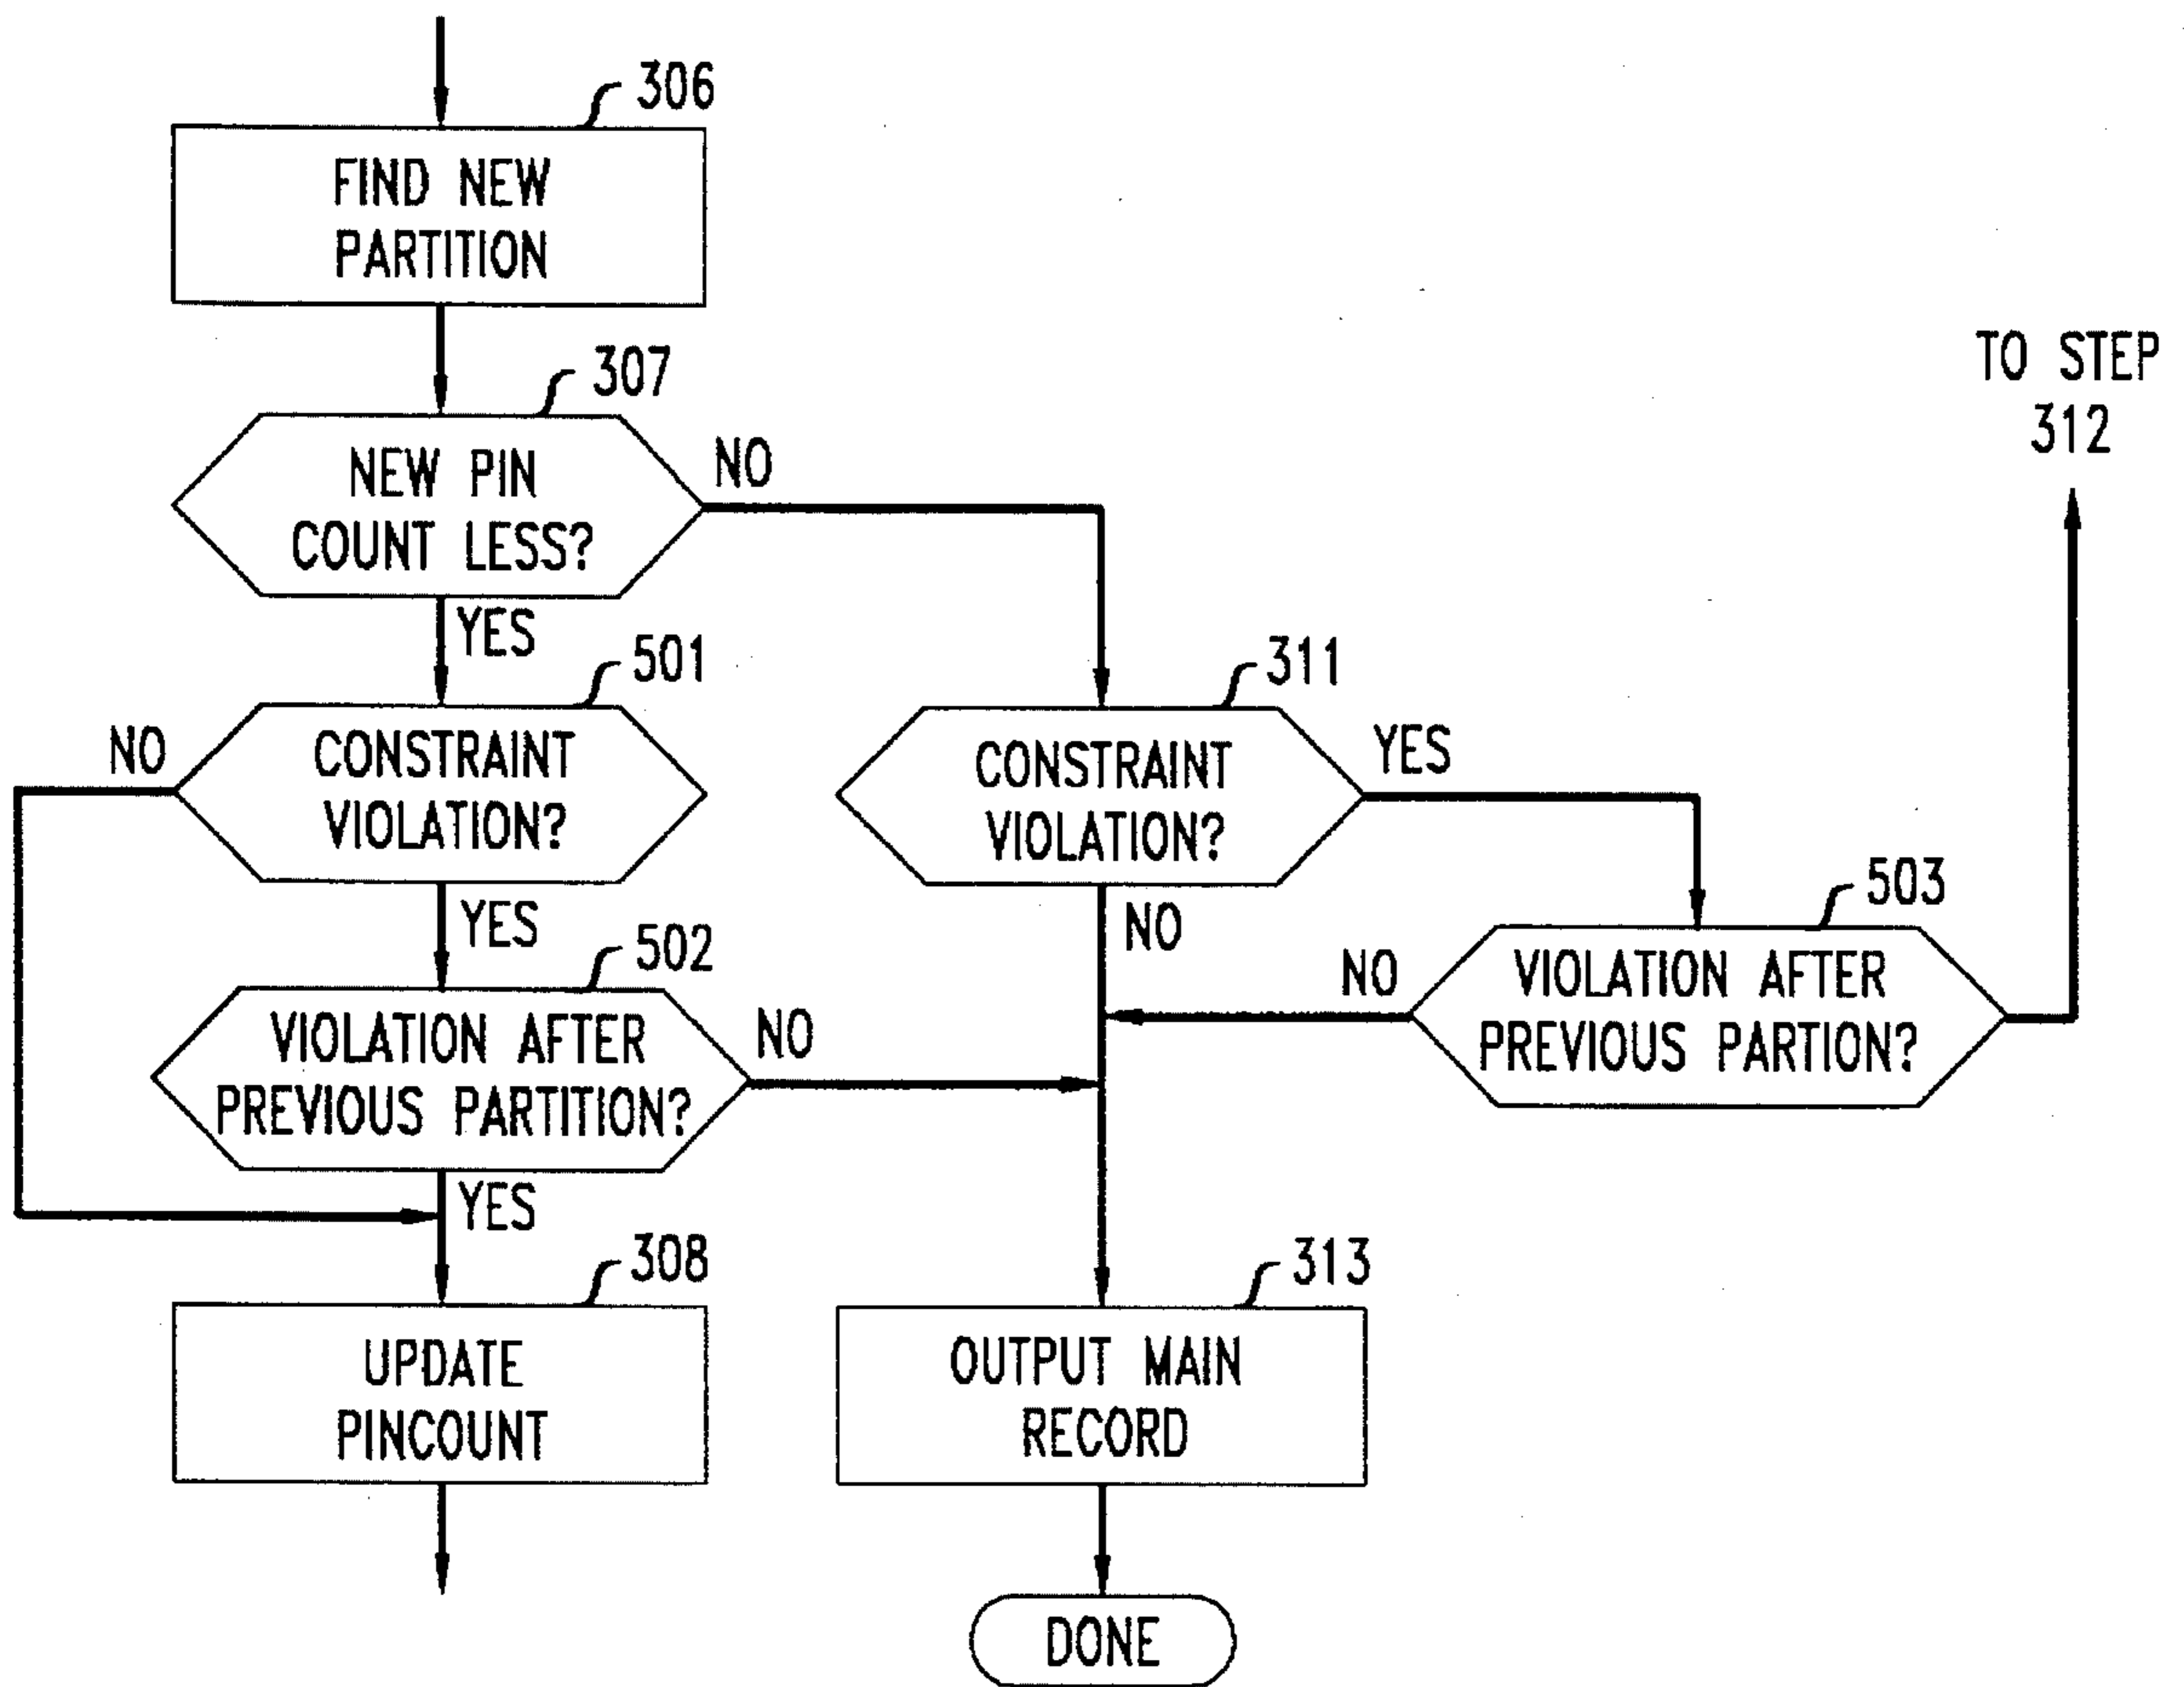 306
FIND NEW
PARTITION
307
NEW PIN
COUNT LESS?
NO
YES
TO STEP
312
501
CONSTRAINT
VIOLATION?
NO
YES
311
CONSTRAINT
VIOLATION?
YES
NO
502
VIOLATION AFTER
PREVIOUS PARTITION?
NO
YES
503
VIOLATION AFTER
PREVIOUS PARTION?
NO
308
UPDATE
PINCOUNT
313
OUTPUT MAIN
RECORD
DONE